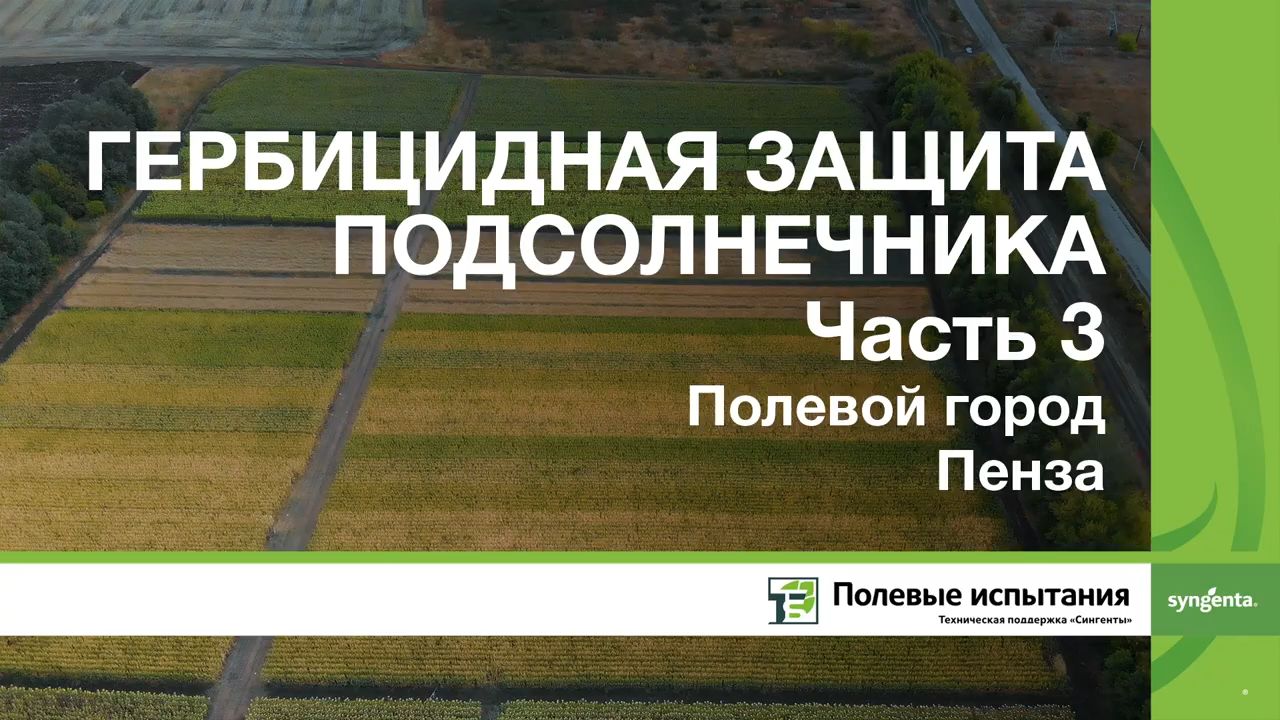 ГЕРБИЦИДНАЯ ЗАЩИТА
ПОДСОЛНЕЧНИКА
Часть 3
Полевой город
Пенза
Полевые испытания
Техническая поддержка «Сингенты»
syngenta®
®